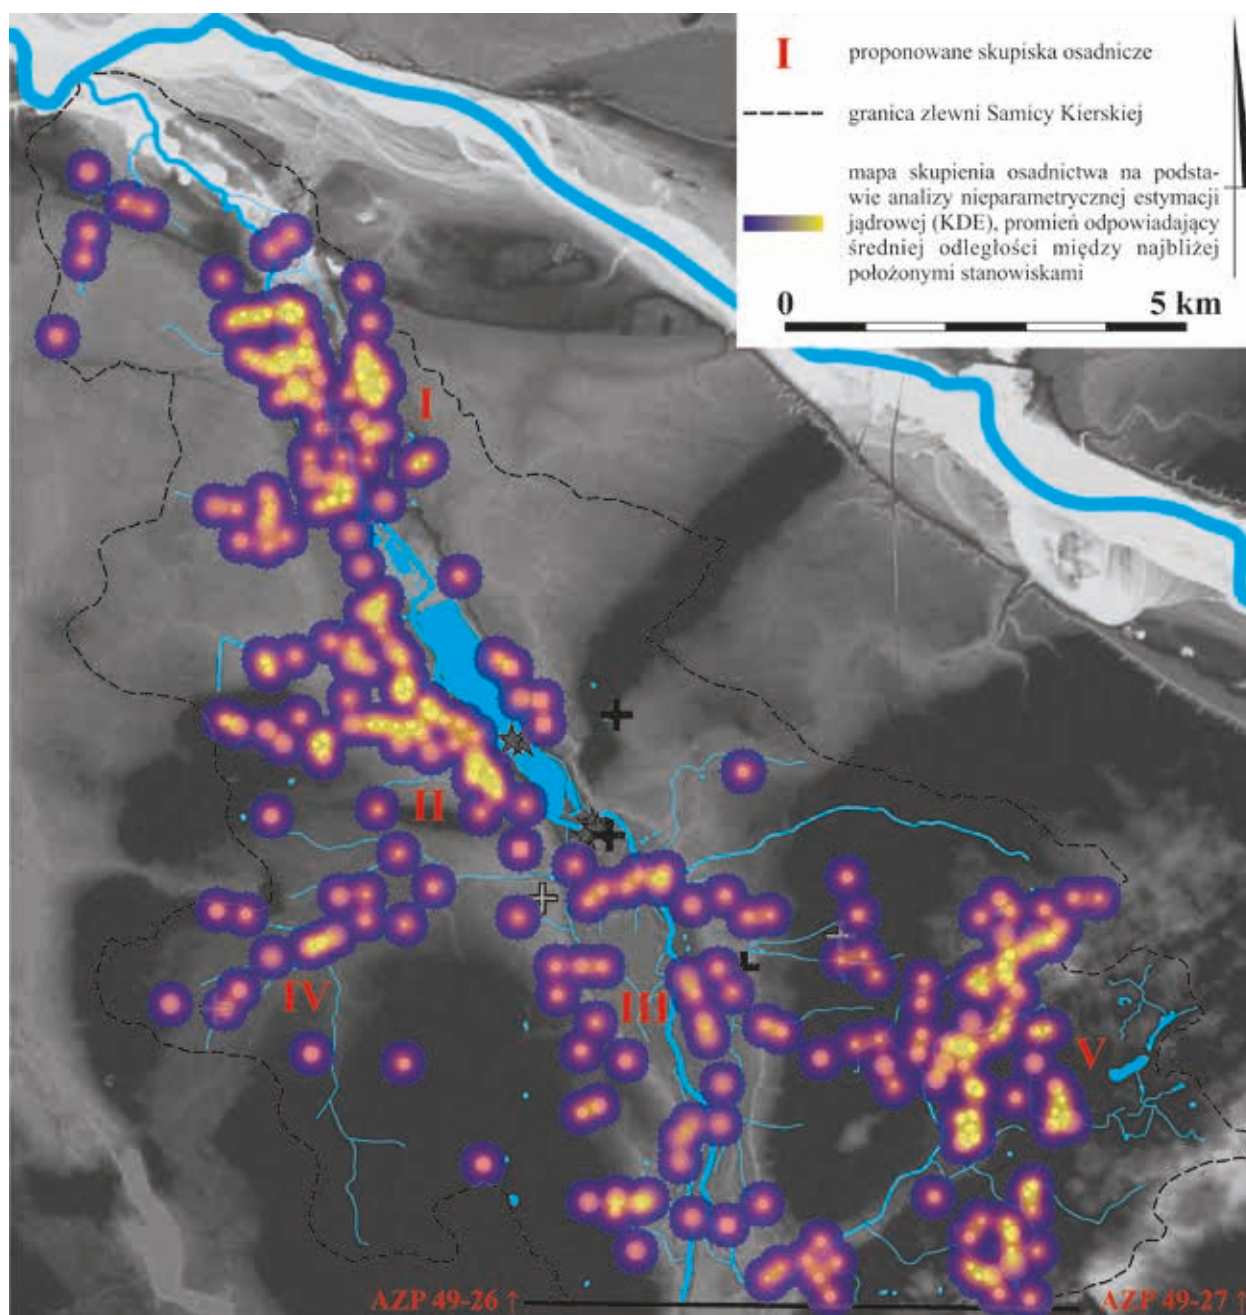 I proponowane skupiska osadnicze
granica zlewni Samicy Kierskiej
mapa skupienia osadnictwa na podsta-
wie analizy nieparametrycznej estymacji
jądrowej (KDE), promień odpowiadający
średniej odległości między najbliżej
położonymi stanowiskami
0 5 km
I
II
IV
III
V
AZP 49-26 ↑ AZP 49-27 ↑